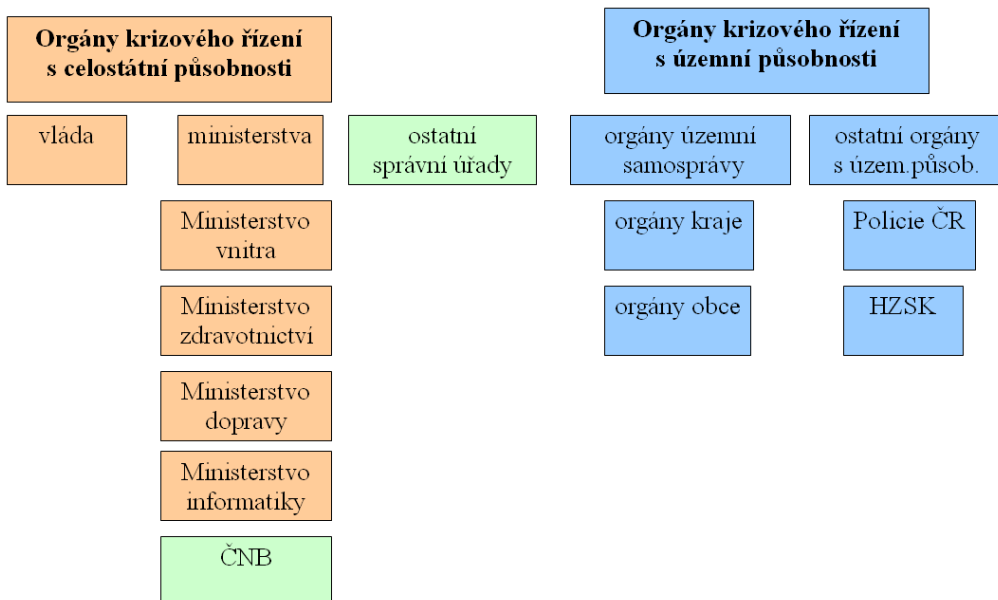 Orgány krizového řízení
s celostátní působnosti
Orgány krizového řízení
s územní působnosti
vláda
ministerstva
ostatní
správní úřady
orgány územní
samosprávy
ostatní orgány
s územ.působ.
Ministerstvo
vnitra
orgány kraje
Policie ČR
Ministerstvo
zdravotnictví
orgány obce
HZSK
Ministerstvo
dopravy
Ministerstvo
informatiky
ČNB